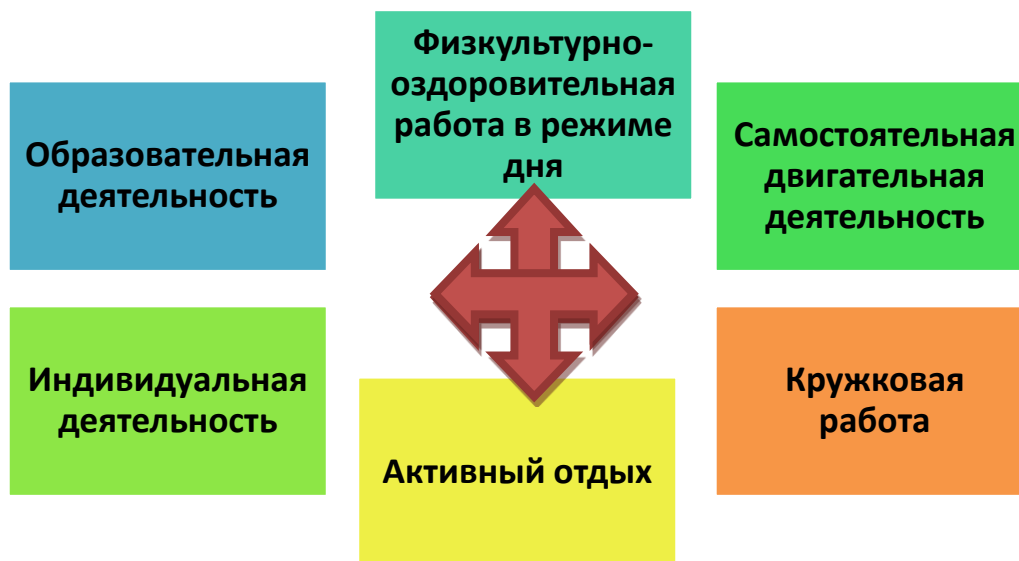 Физкультурно-
оздоровительная
работа в режиме
дня
Образовательная
деятельность
Самостоятельная
двигательная
деятельность
Индивидуальная
деятельность
Кружковая
работа
Активный отдых